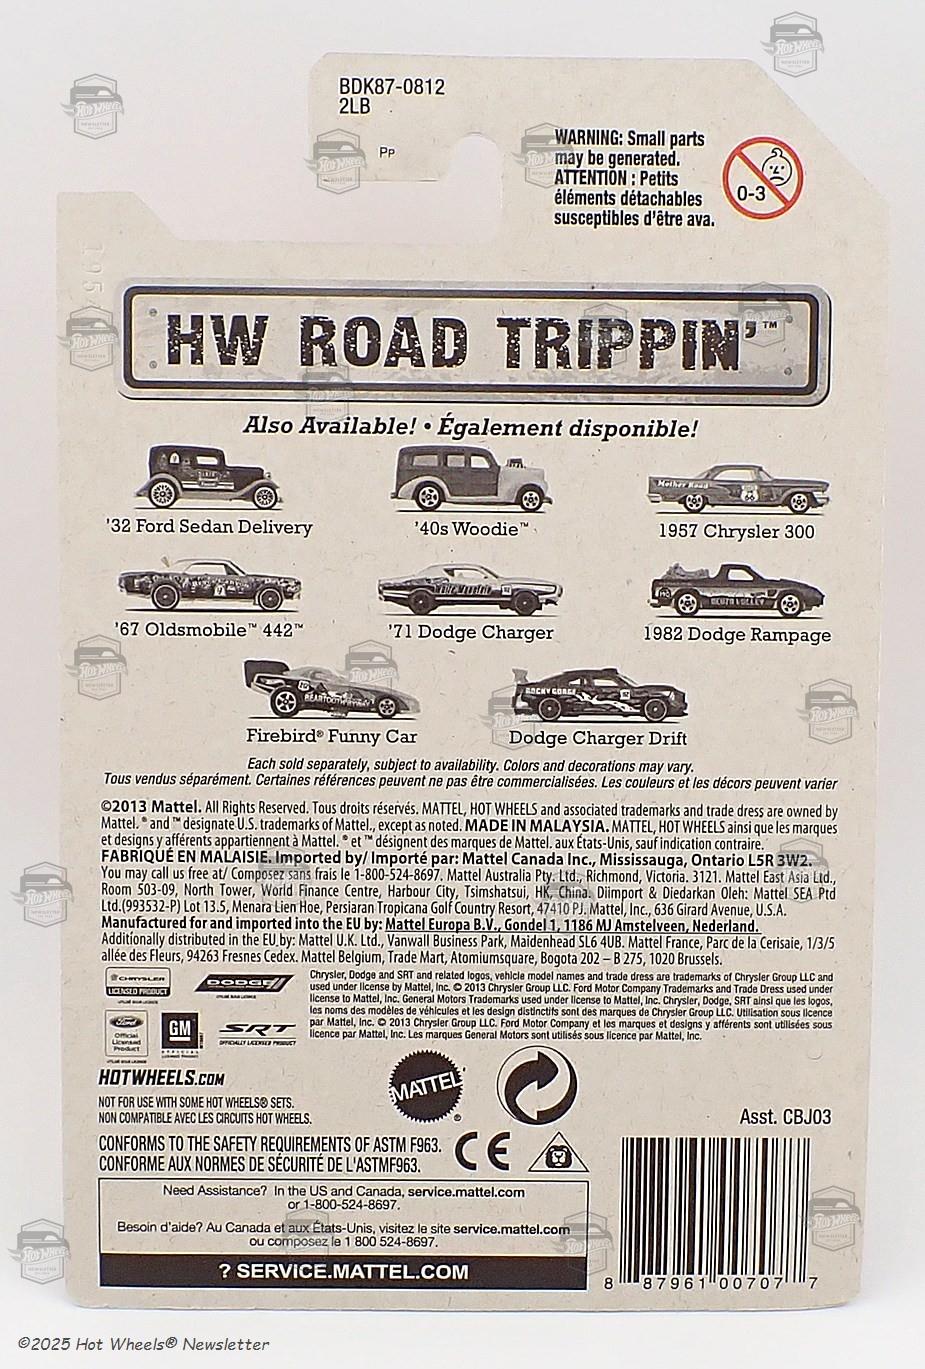 BDK87-0812
2LB
Pp
WARNING: Small parts
may be generated.
ATTENTION : Petits
éléments détachables
susceptibles d'être ava.
0-3
HW ROAD TRIPPIN'™
Also Available! • Également disponible!
'32 Ford Sedan Delivery
'40s Woodie™
Mother Road
66
1957 Chrysler 300
'67 Oldsmobile™ 442™
'71 Dodge Charger
1982 Dodge Rampage
BEARTOOTH HIGHWAY
Firebird® Funny Car
ROCKY GORGE
Dodge Charger Drift
Each sold separately, subject to availability. Colors and decorations may vary.
Tous vendus séparément. Certaines références peuvent ne pas être commercialisées. Les couleurs et les décors peuvent varier
©2013 Mattel. All Rights Reserved. Tous droits réservés. MATTEL, HOT WHEELS and associated trademarks and trade dress are owned by
Mattel. ® and ™ designate U.S. trademarks of Mattel., except as noted. MADE IN MALAYSIA. MATTEL, HOT WHEELS ainsi que les marques
et designs y afférents appartiennent à Mattel. ® et ™ désignent des marques de Mattel. aux États-Unis, sauf indication contraire.
FABRIQUÉ EN MALAISIE. Imported by/ Importé par: Mattel Canada Inc., Mississauga, Ontario L5R 3W2.
You may call us free at/ Composez sans frais le 1-800-524-8697. Mattel Australia Pty. Ltd., Richmond, Victoria. 3121. Mattel East Asia Ltd.,
Room 503-09, North Tower, World Finance Centre, Harbour City, Tsimshatsui, HK, China. Diimport & Diedarkan Oleh: Mattel SEA Ptd
Ltd.(993532-P) Lot 13.5, Menara Lien Hoe, Persiaran Tropicana Golf Country Resort, 47410 PJ. Mattel, Inc., 636 Girard Avenue, U.S.A.
Manufactured for and imported into the EU by: Mattel Europa B.V., Gondel 1, 1186 MJ Amstelveen, Nederland.
Additionally distributed in the EU by: Mattel U.K. Ltd., Vanwall Business Park, Maidenhead SL6 4UB. Mattel France, Parc de la Cerisaie, 1/3/5
allée des Fleurs, 94263 Fresnes Cedex. Mattel Belgium, Trade Mart, Atomiumsquare, Bogota 202 – B 275, 1020 Brussels.
CHRYSLER
LICENSED PRODUCT
DODGE
Ford
Official
Licensed
Product
GM
OFFICIAL
LICENSED PRODUCT
SRT
OFFICIALLY LICENSED PRODUCT
Chrysler, Dodge and SRT and related logos, vehicle model names and trade dress are trademarks of Chrysler Group LLC and
used under license by Mattel, Inc. © 2013 Chrysler Group LLC. Ford Motor Company Trademarks and Trade Dress used under
license to Mattel, Inc. General Motors Trademarks used under license to Mattel, Inc. Chrysler, Dodge, SRT ainsi que les logos,
les noms des modèles de véhicules et les design distinctifs sont des marques de Chrysler Group LLC. Utilisation sous licence
par Mattel, Inc. © 2013 Chrysler Group LLC. Ford Motor Company et les marques et designs y afférents sont utilisées sous
licence par Mattel, Inc. Les marques General Motors sont utilisés sous licence par Mattel, Inc.
HOTWHEELS.COM
NOT FOR USE WITH SOME HOT WHEELS® SETS.
NON COMPATIBLE AVEC LES CIRCUITS HOT WHEELS.
MATTEL®
Asst. CBJ03
CONFORMS TO THE SAFETY REQUIREMENTS OF ASTM F963.
CONFORME AUX NORMES DE SÉCURITÉ DE L'ASTMF963.
CE
Need Assistance? In the US and Canada, service.mattel.com
or 1-800-524-8697.
Besoin d'aide? Au Canada et aux États-Unis, visitez le site service.mattel.com
ou composez le 1 800 524-8697.
? SERVICE.MATTEL.COM
8 87961 00707 7
©2025 Hot Wheels® Newsletter